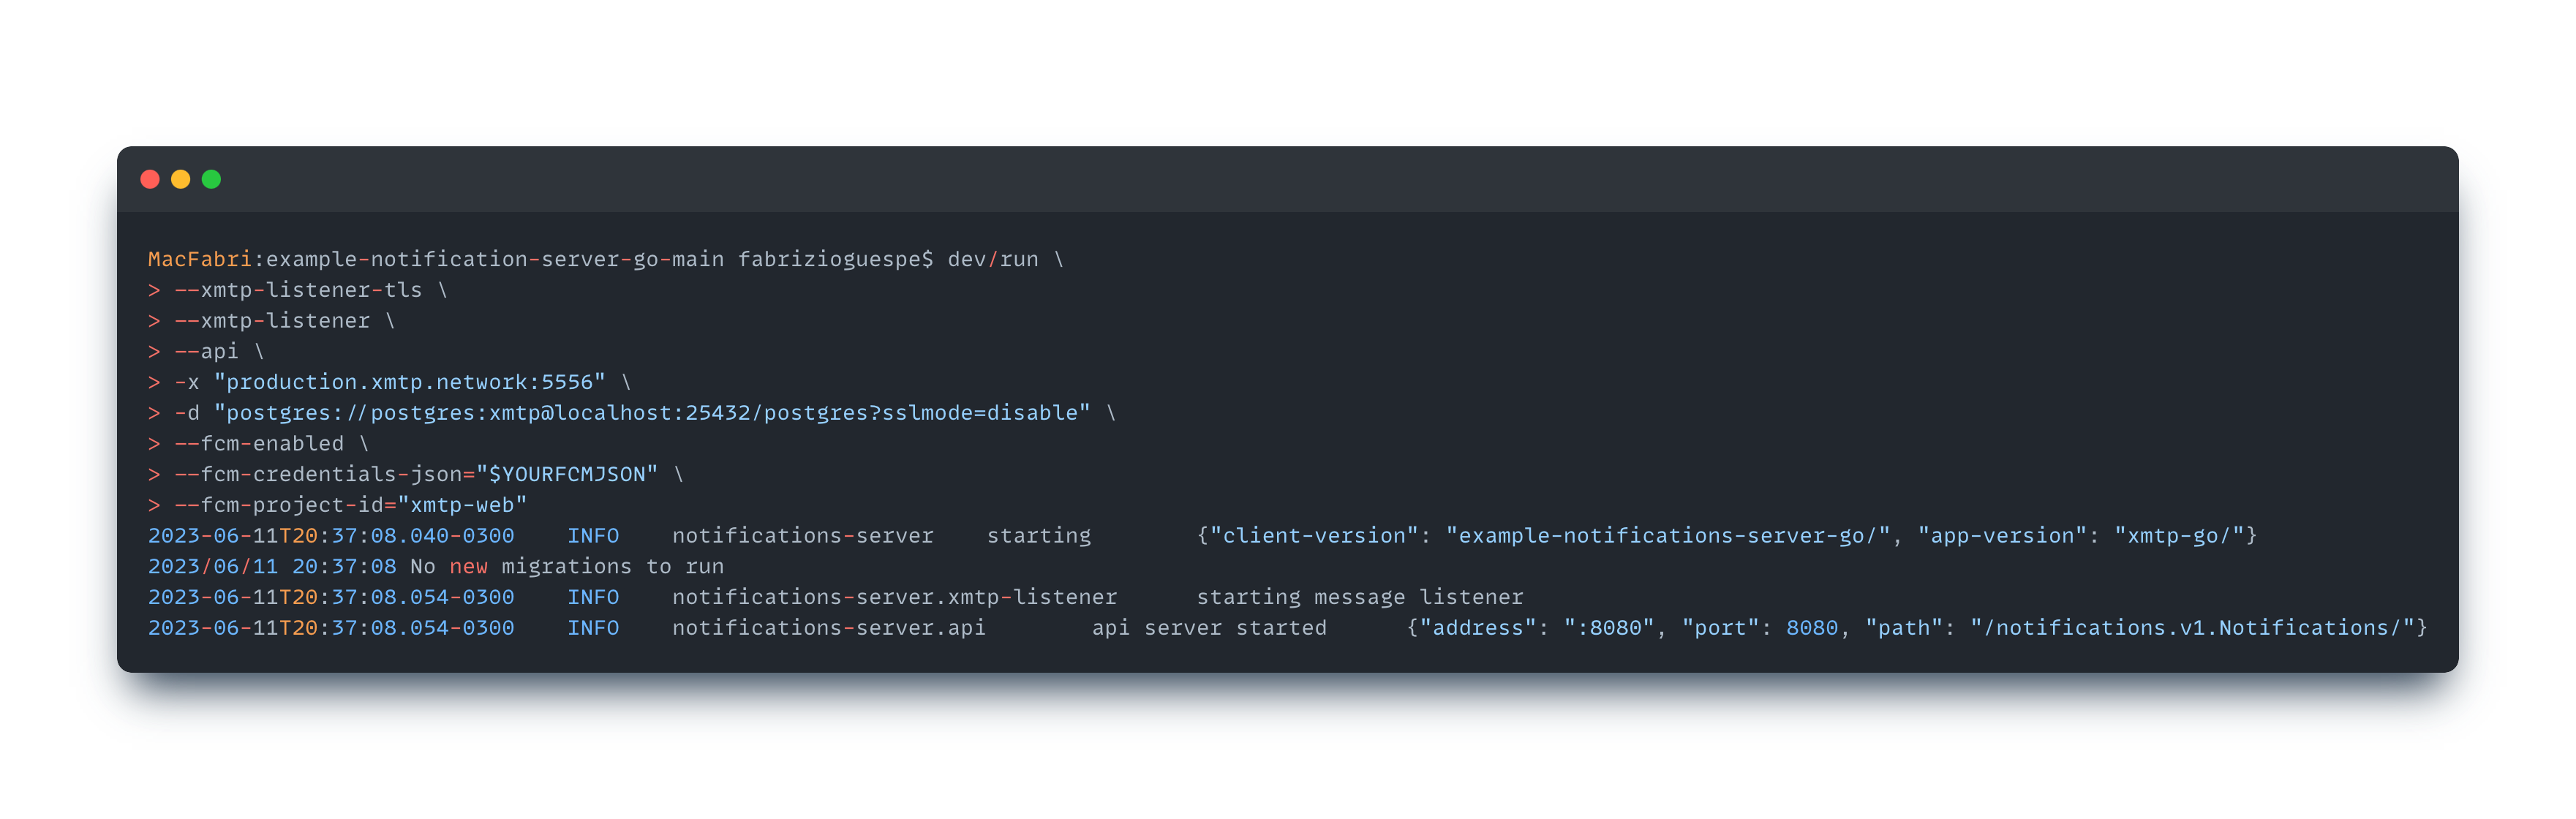 MacFabri:example-notification-server-go-main fabrizioguespe$ dev/run \
> --xmtp-listener-tls \
> --xmtp-listener \
> --api \
> -x "production.xmtp.network:5556" \
> -d "postgres://postgres:xmtp@localhost:25432/postgres?sslmode=disable" \
> --fcm-enabled \
> --fcm-credentials-json="$YOURFCMJSON" \
> --fcm-project-id="xmtp-web"
2023-06-11T20:37:08.040-0300    INFO    notifications-server    starting        {"client-version": "example-notifications-server-go/", "app-version": "xmtp-go/"}
2023/06/11 20:37:08 No new migrations to run
2023-06-11T20:37:08.054-0300    INFO    notifications-server.xmtp-listener      starting message listener
2023-06-11T20:37:08.054-0300    INFO    notifications-server.api        api server started      {"address": ":8080", "port": 8080, "path": "/notifications.v1.Notifications/"}